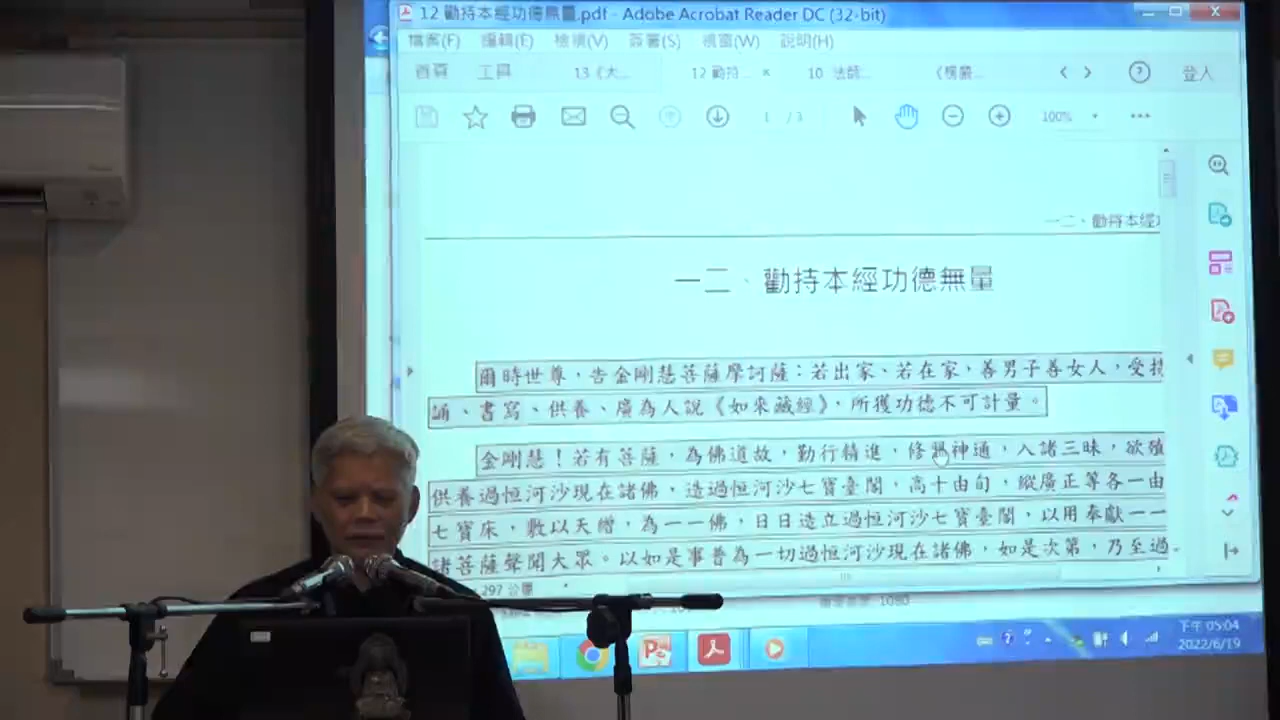 12 勸持本經功德無量.pdf - Adobe Acrobat Reader DC (32-bit)
檔案(F) 編輯(E) 檢視(V) 簽署(S) 視窗(W) 說明(H)
首頁 工具 13《大... 12 勸持... × 10 法師... 《楞嚴... ? 登入
1 / 3 100%
一二、勸持本經
一二、勸持本經功德無量
爾時世尊，告金剛慧菩薩摩訶薩：若出家、若在家，善男子善女人，受持
誦、書寫、供養、廣為人說《如來藏經》，所獲功德不可計量。
金剛慧！若有菩薩，為佛道故，勤行精進，修習神通，入諸三昧，欲殖
供養過恒河沙現在諸佛，造過恒河沙七寶臺閣，高十由旬，縱廣正等各一由
七寶床，敷以天繒，為一一佛，日日造立過恒河沙七寶臺閣，以用奉獻一一
諸菩薩聲聞大眾。以如是事普為一切過恒河沙現在諸佛，如是次第，乃至過
297 公釐
1080
下午 05:04
2022/6/19